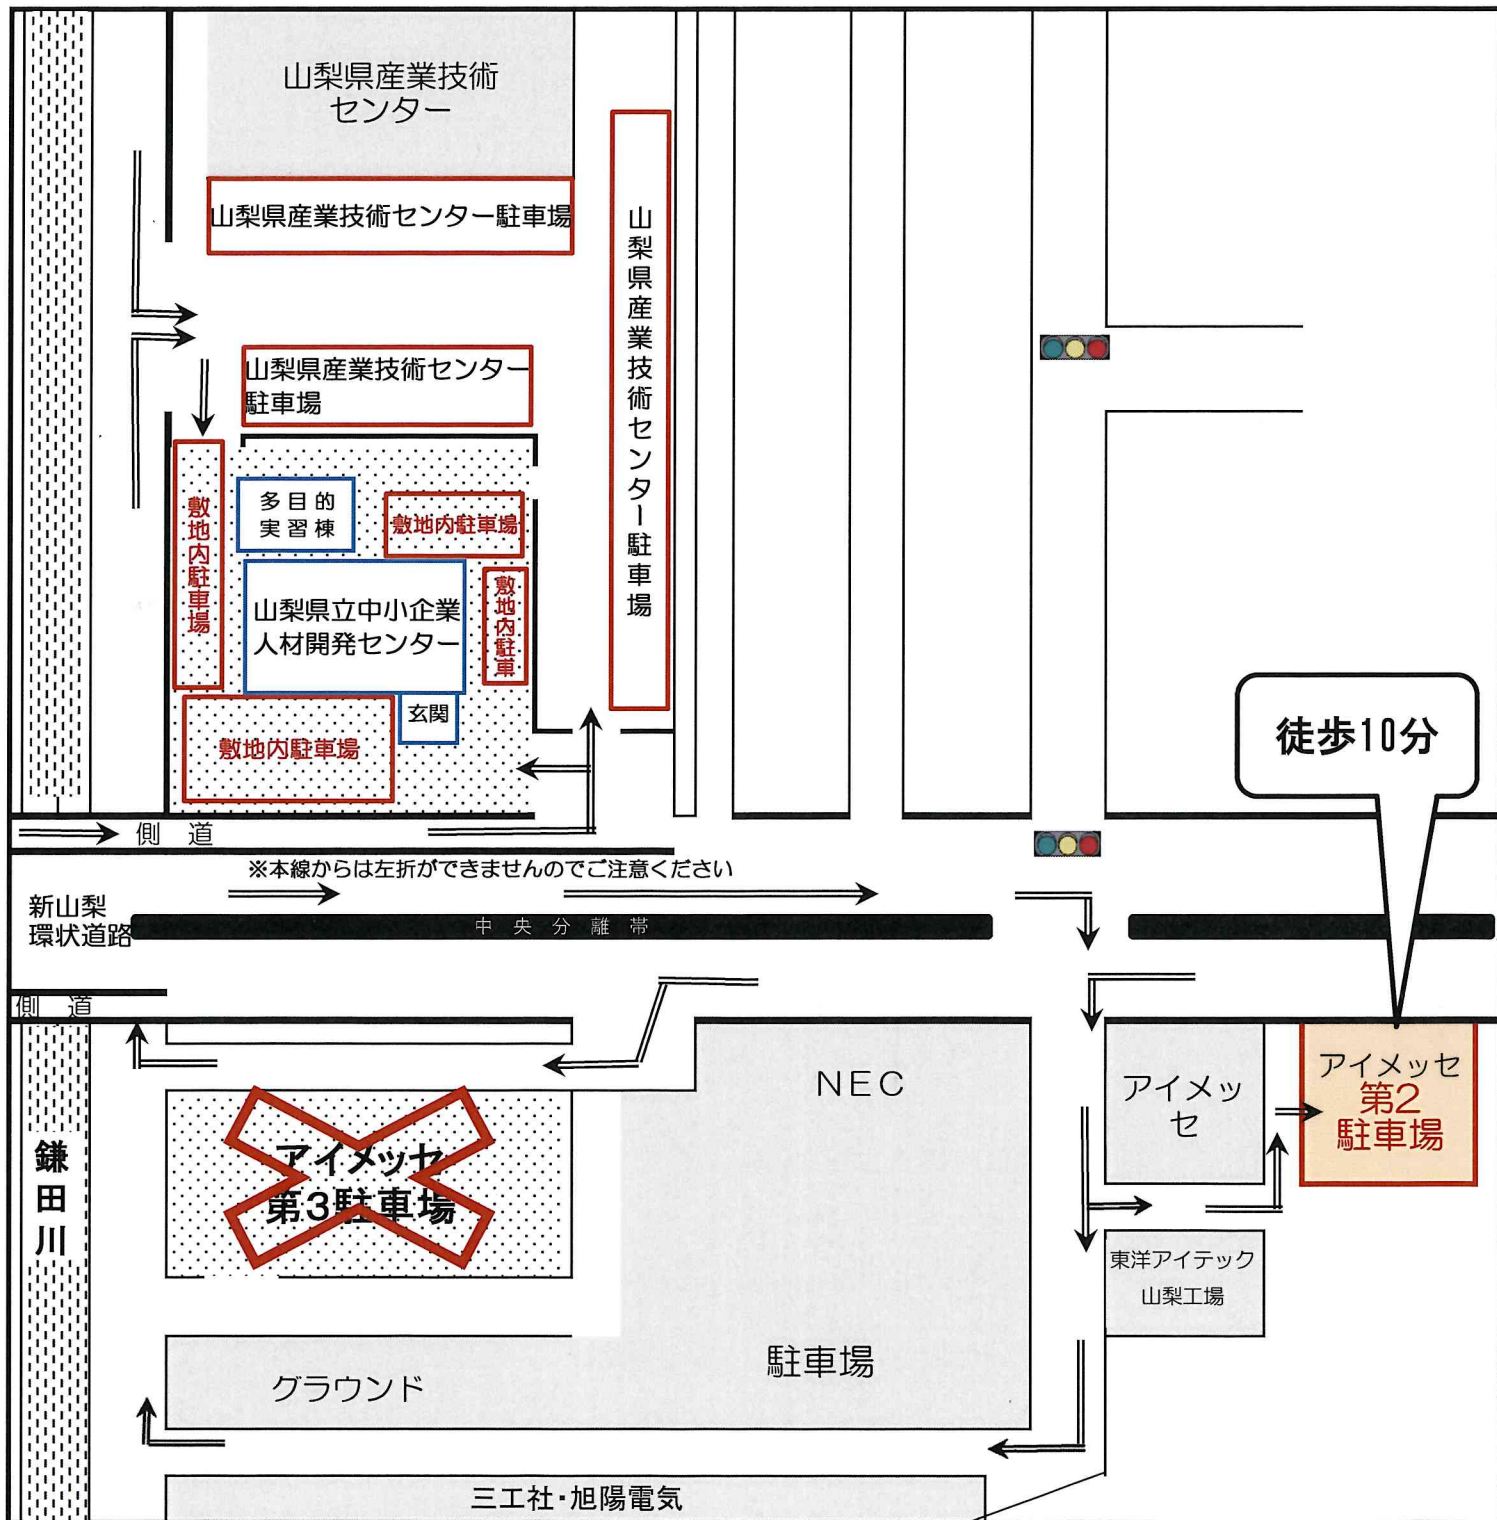 山梨県産業技術
センター
山梨県産業技術センター駐車場
山梨県産業技術センター駐車場
山梨県産業技術センター
駐車場
敷地内駐車場
多目的
実習棟
敷地内駐車場
山梨県立中小企業
人材開発センター
敷地内駐車
玄関
敷地内駐車場
徒歩10分
側 道
※本線からは左折ができませんのでご注意ください
新山梨
環状道路
中央分離帯
側 道
NEC
アイメッ
セ
アイメッセ
第2
駐車場
アイメッセ
第3駐車場
鎌田川
東洋アイテック
山梨工場
駐車場
グラウンド
三工社・旭陽電気